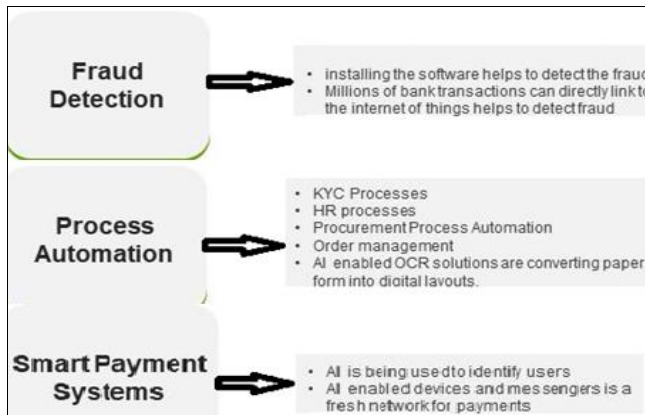 Fraud
Detection
• installing the software helps to detect the fraud
• Millions of bank transactions can directly link to
the internet of things helps to detect fraud
Process
Automation
• KYC Processes
• HR processes
• Procurement Process Automation
• Order management
• AI enabled OCR solutions are converting paper
form into digital layouts.
Smart Payment
Systems
• AI is being used to identify users
• AI enabled devices and messengers is a
fresh network for payments